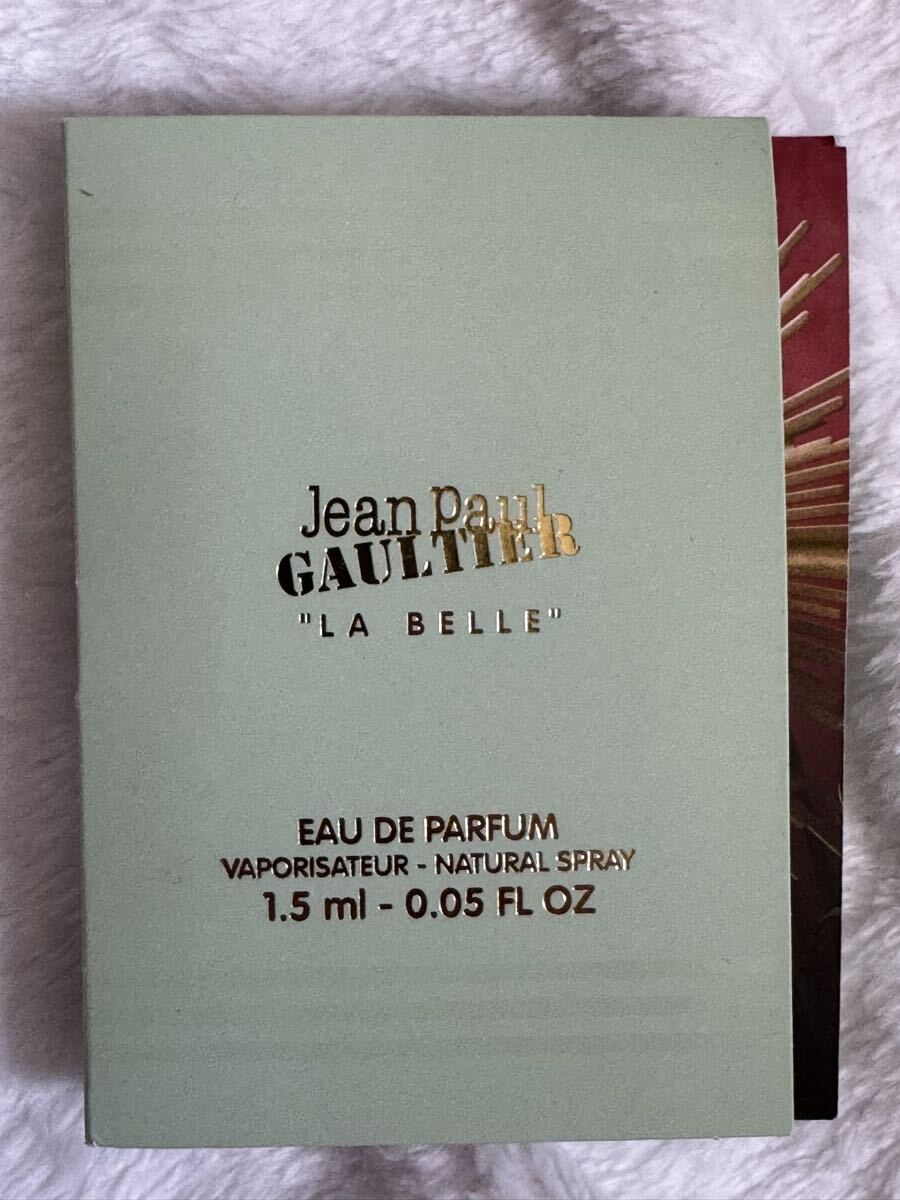 Jean Paul
GAULTIER
"LA BELLE"
EAU DE PARFUM
VAPORISATEUR - NATURAL SPRAY
1.5 ml - 0.05 FL OZ